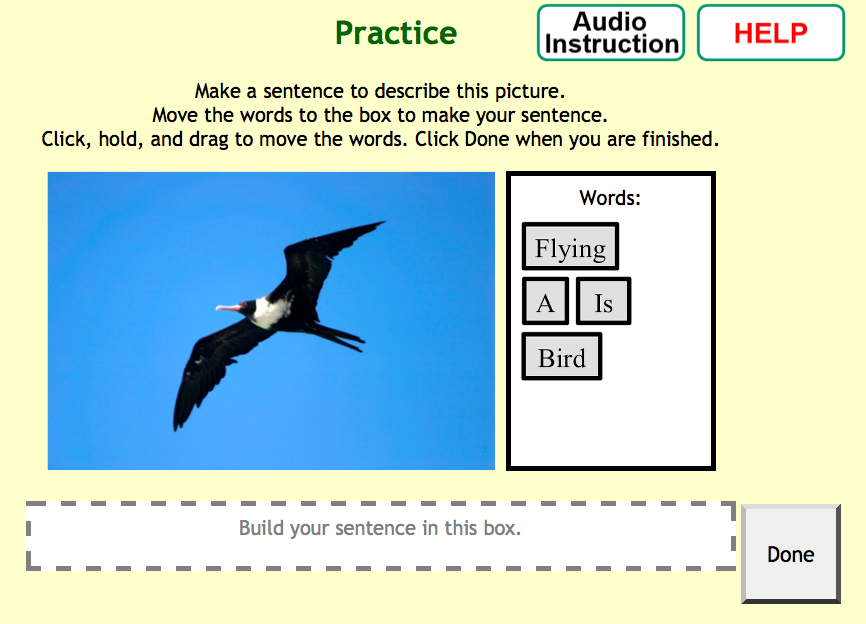 Practice
Audio
Instruction
HELP
Make a sentence to describe this picture.
Move the words to the box to make your sentence.
Click, hold, and drag to move the words. Click Done when you are finished.
Words:
Flying
A Is
Bird
Build your sentence in this box.
Done